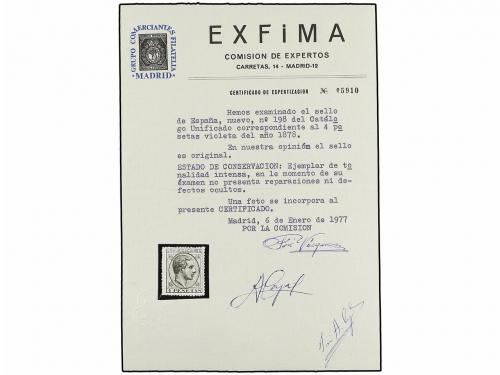 GRUPO COMERCIANTES FILATELIA
• MADRID •
EXFiMA
COMISION DE EXPERTOS
CARRETAS, 14 - MADRID-12
CERTIFICADO DE EXPERTIZACION Nº 05910
Hemos examinado el sello
de España, nuevo, nº 198 del Catálo
go Unificado correspondiente al 4 pe
setas violeta del año 1878.
En nuestra opinión el sello
es original.
ESTADO DE CONSERVACION: Ejemplar de to
nalidad intensa, en le momento de su
éxamen no presenta reparaciones ni de-
fectos ocultos.
Una foto se incorpora al
presente CERTIFICADO.
Madrid, 6 de Enero de 1977
POR LA COMISION
PESETAS